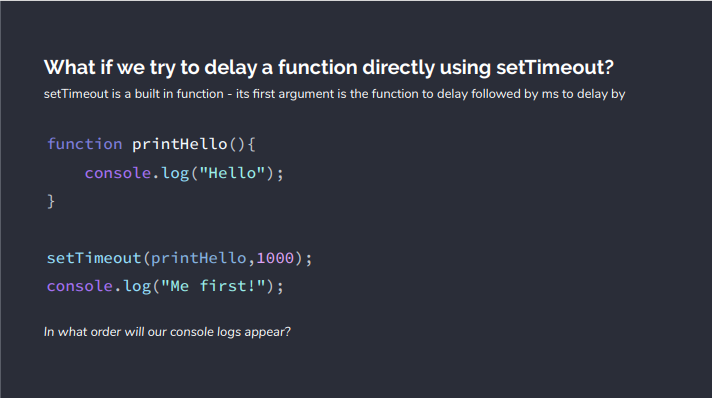 What if we try to delay a function directly using setTimeout?
setTimeout is a built in function - its first argument is the function to delay followed by ms to delay by
function printHello(){
    console.log("Hello");
}
setTimeout(printHello,1000);
console.log("Me first!");
In what order will our console logs appear?